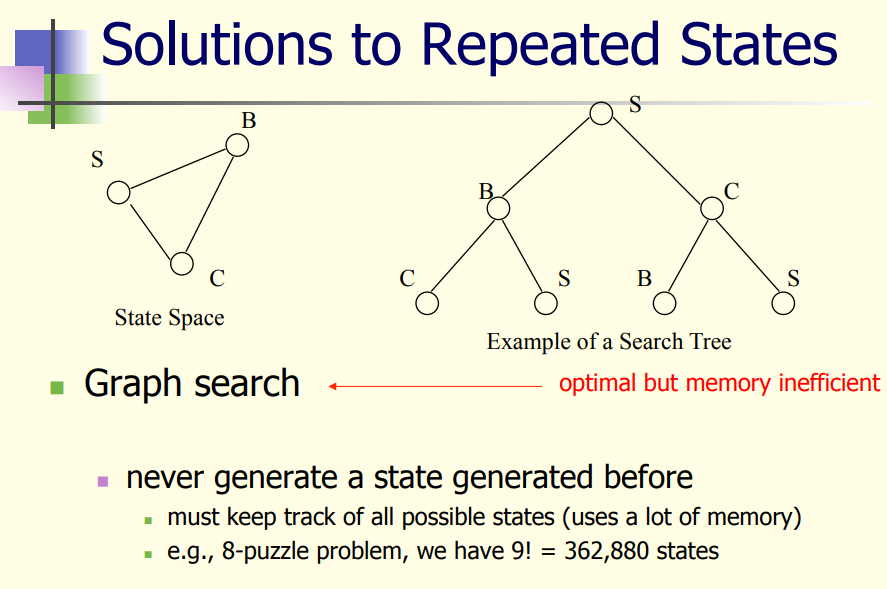 Solutions to Repeated States
S
B
C
State Space
S
B
C
C
S
B
S
Example of a Search Tree
Graph search
optimal but memory inefficient
never generate a state generated before
must keep track of all possible states (uses a lot of memory)
e.g., 8-puzzle problem, we have 9! = 362,880 states